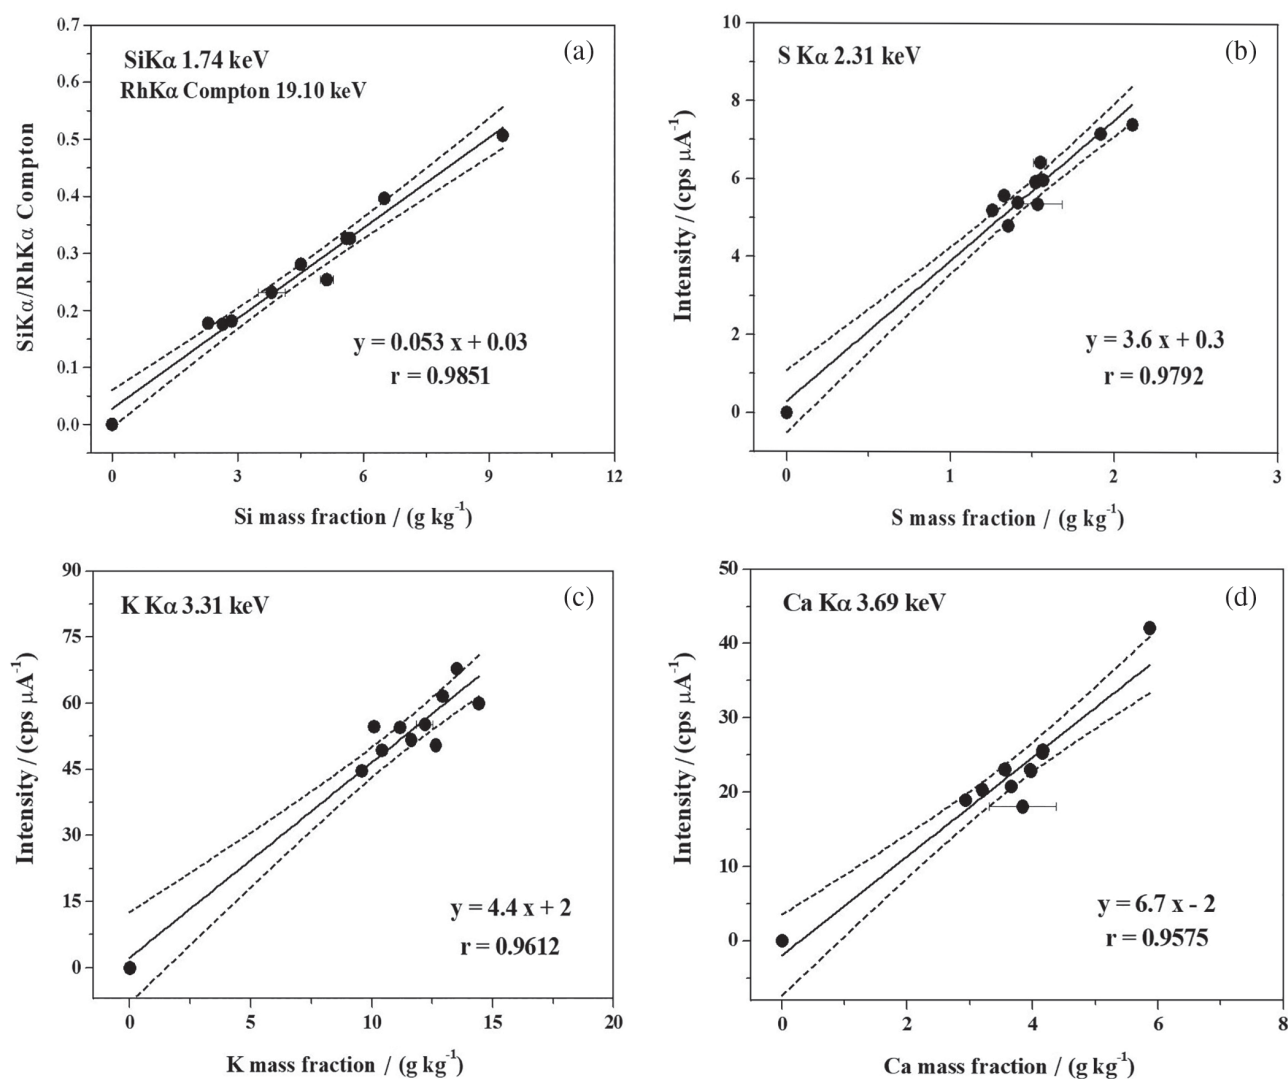 (a)
SiKα 1.74 keV
RhKα Compton 19.10 keV
SiKα/RhKα Compton
0.7
0.6
0.5
0.4
0.3
0.2
0.1
0.0
y = 0.053 x + 0.03
r = 0.9851
0 3 6 9 12
Si mass fraction / (g kg⁻¹)
(b)
S Kα 2.31 keV
Intensity / (cps μA⁻¹)
10
8
6
4
2
0
y = 3.6 x + 0.3
r = 0.9792
0 1 2 3
S mass fraction / (g kg⁻¹)
(c)
K Kα 3.31 keV
Intensity / (cps μA⁻¹)
90
75
60
45
30
15
0
y = 4.4 x + 2
r = 0.9612
0 5 10 15 20
K mass fraction / (g kg⁻¹)
(d)
Ca Kα 3.69 keV
Intensity / (cps μA⁻¹)
50
40
30
20
10
0
y = 6.7 x - 2
r = 0.9575
0 2 4 6 8
Ca mass fraction / (g kg⁻¹)